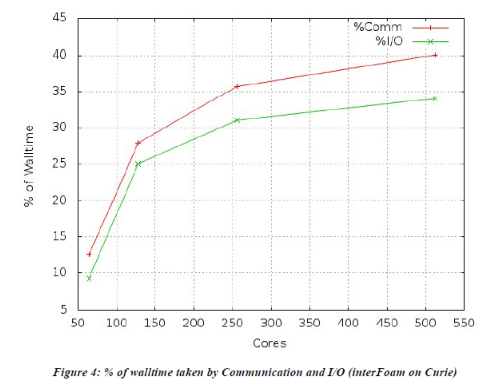 45
40
35
30
25
20
15
10
5
% of Walltime
%Comm
%I/O
0 50 100 150 200 250 300 350 400 450 500 550
Cores
Figure 4: % of walltime taken by Communication and I/O (interFoam on Curie)